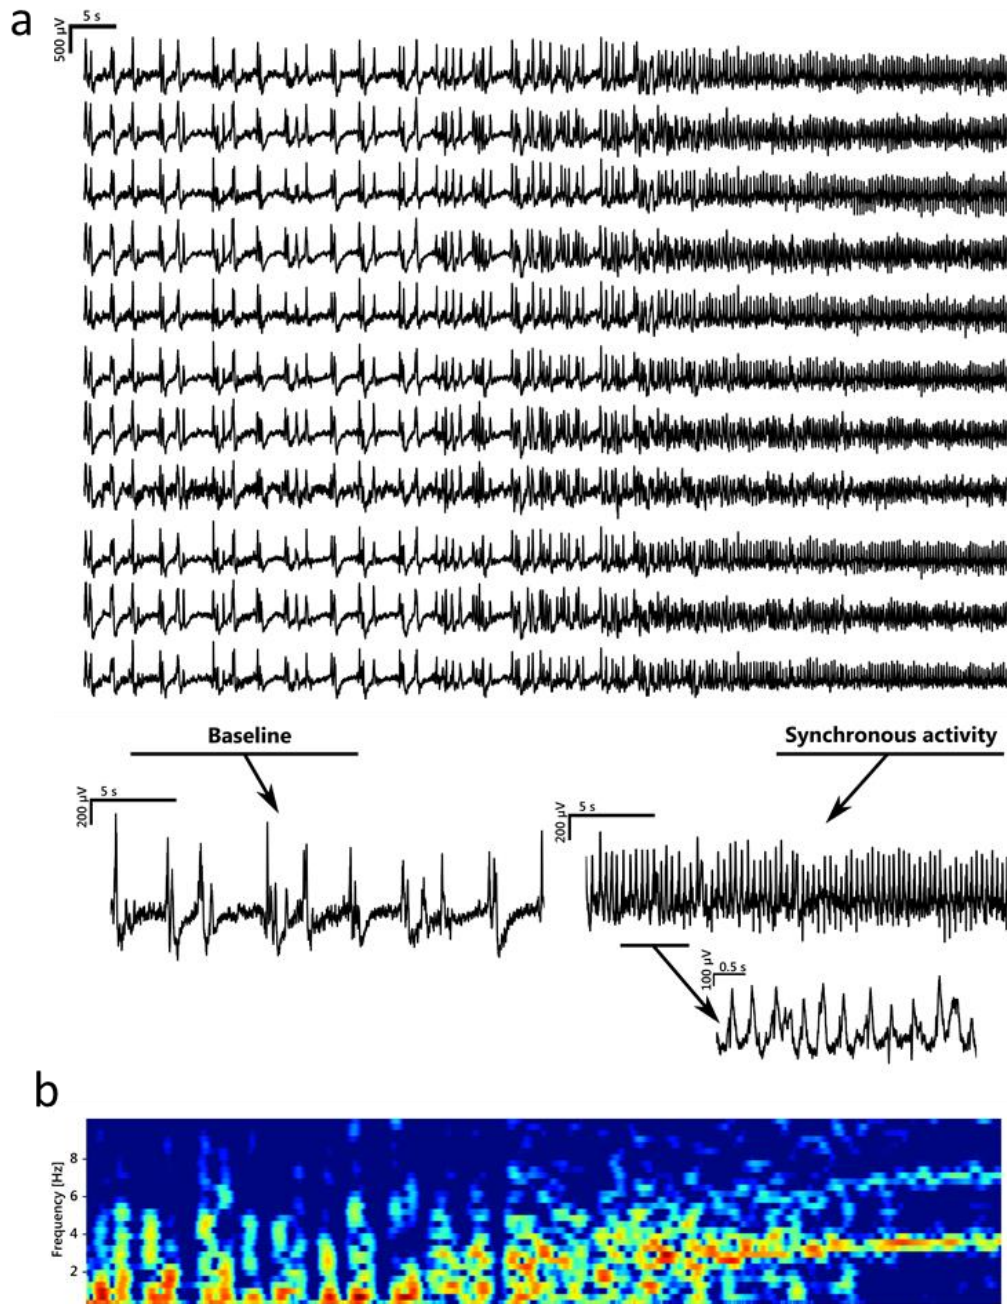 a
5 s
500 µV
Baseline
Synchronous activity
5 s
200 µV
5 s
200 µV
0.5 s
100 µV
b
Frequency [Hz]
8
6
4
2